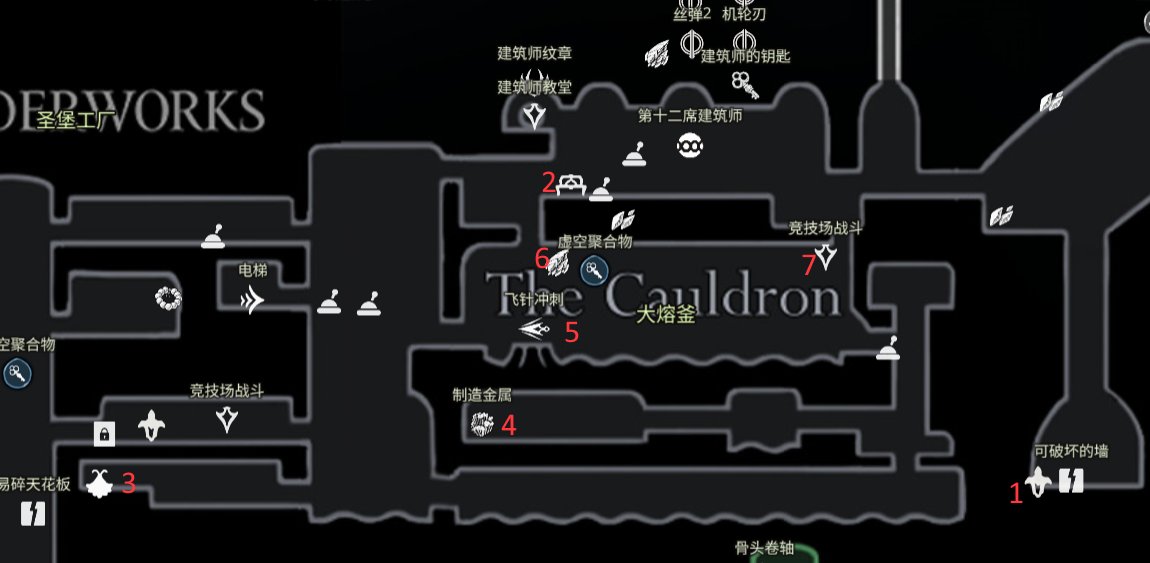 丝弹2 机轮刃
建筑师纹章
建筑师的钥匙
建筑师教堂
DERWORKS
圣堡工厂
第十二席建筑师
2
竞技场战斗
虚空聚合物
6
7
电梯
The Cauldron
飞针冲刺
大熔釜
5
空聚合物
竞技场战斗
制造金属
4
可破坏的墙
易碎天花板
3
1
骨头卷轴